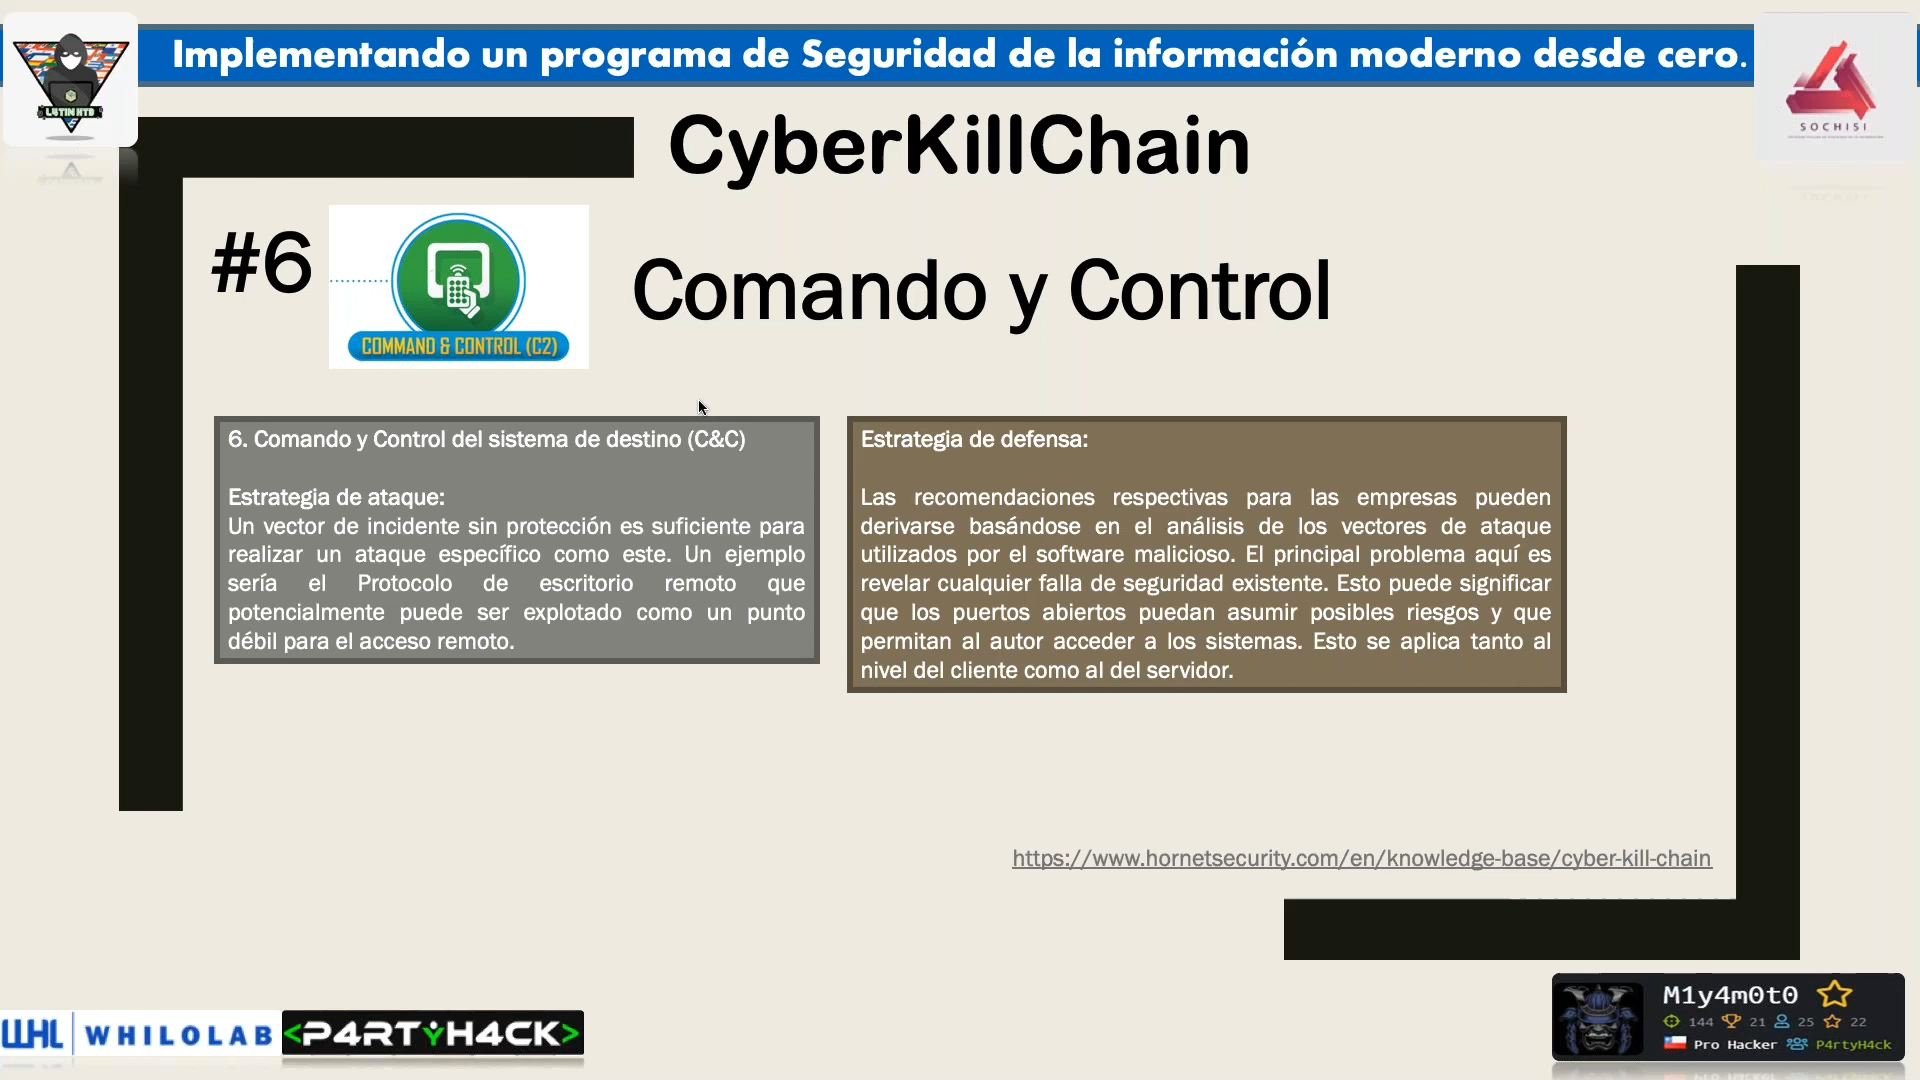 Implementando un programa de Seguridad de la información moderno desde cero.
LATIN HTB
SOCHISI
CyberKillChain
#6
COMMAND & CONTROL (C2)
Comando y Control
6. Comando y Control del sistema de destino (C&C)
Estrategia de ataque:
Un vector de incidente sin protección es suficiente para
realizar un ataque específico como este. Un ejemplo
sería el Protocolo de escritorio remoto que
potencialmente puede ser explotado como un punto
débil para el acceso remoto.
Estrategia de defensa:
Las recomendaciones respectivas para las empresas pueden
derivarse basándose en el análisis de los vectores de ataque
utilizados por el software malicioso. El principal problema aquí es
revelar cualquier falla de seguridad existente. Esto puede significar
que los puertos abiertos puedan asumir posibles riesgos y que
permitan al autor acceder a los sistemas. Esto se aplica tanto al
nivel del cliente como al del servidor.
https://www.hornetsecurity.com/en/knowledge-base/cyber-kill-chain
WHL WHILOLAB
<P4RTYH4CK>
M1y4m0t0
144 21 25 22
Pro Hacker P4rtyH4ck